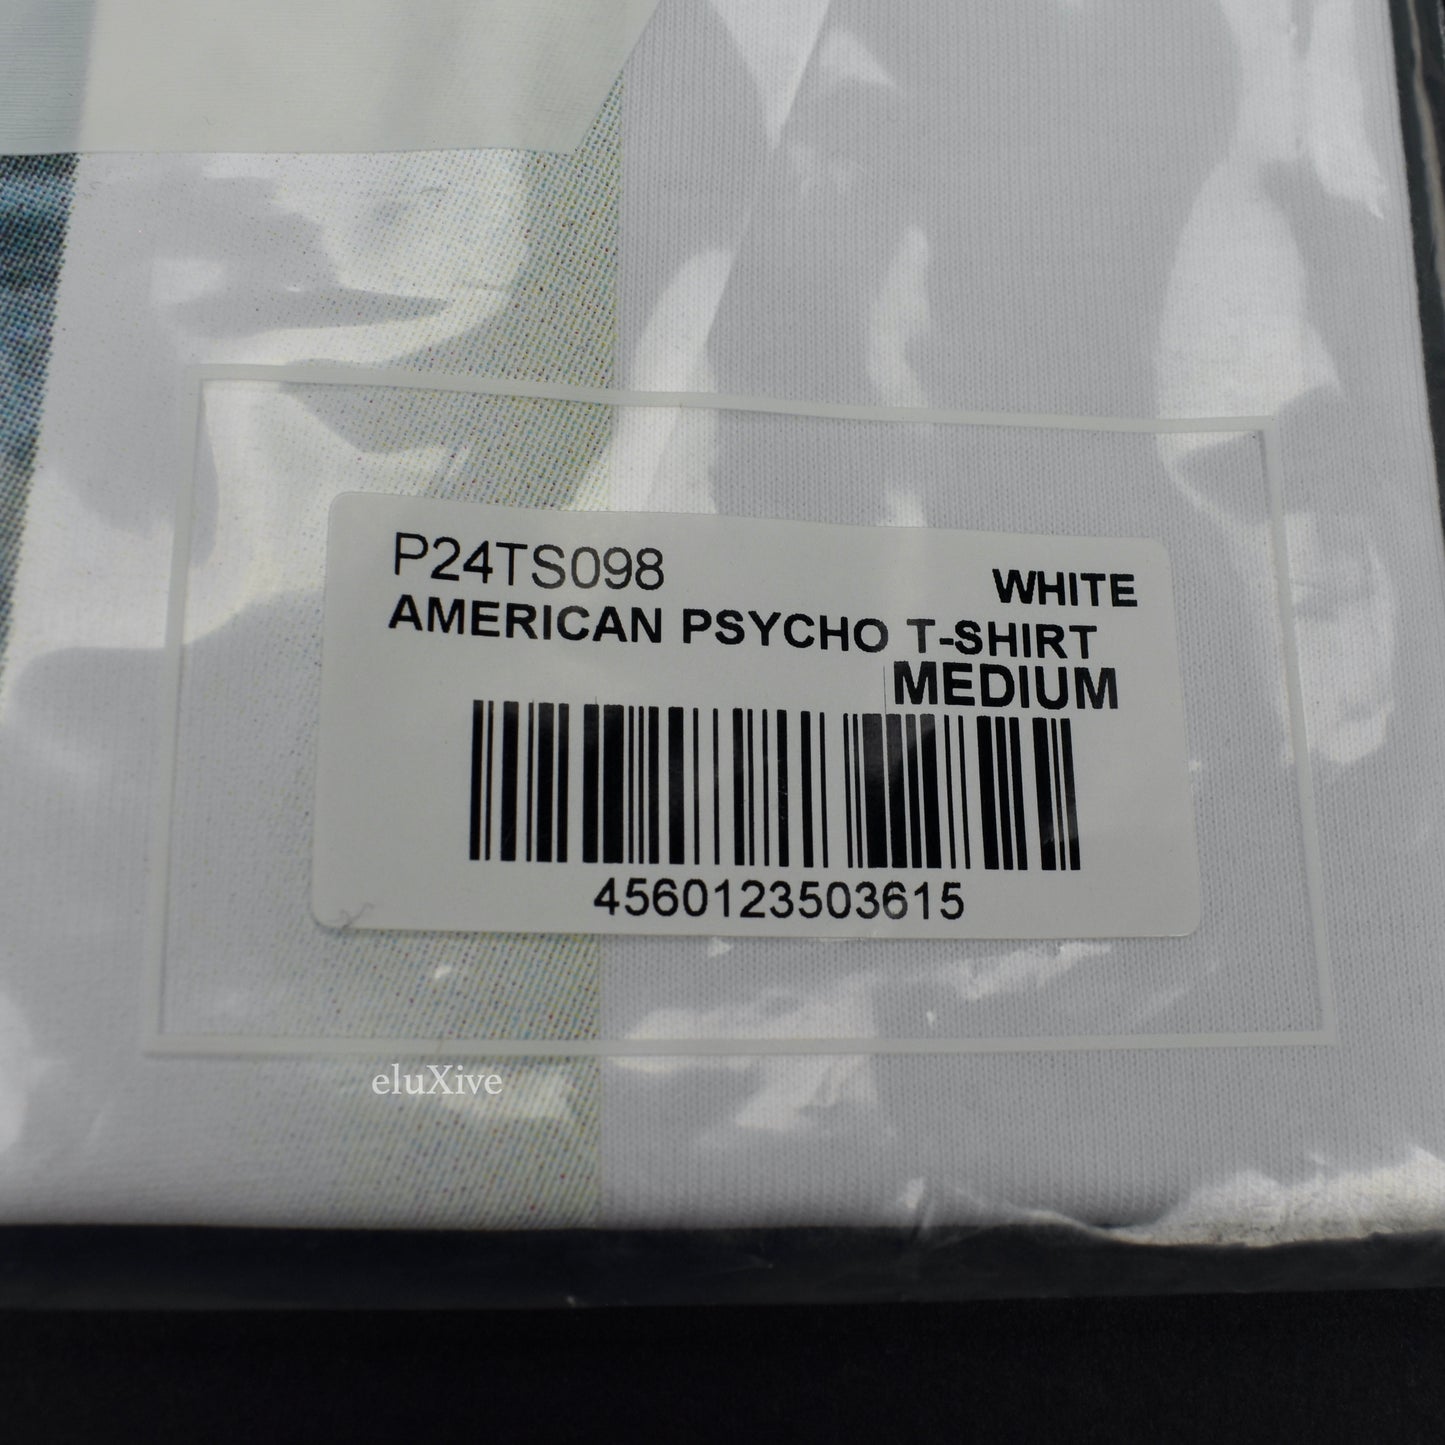 P24TS098
WHITE
AMERICAN PSYCHO T-SHIRT
MEDIUM
4560123503615
eluXive